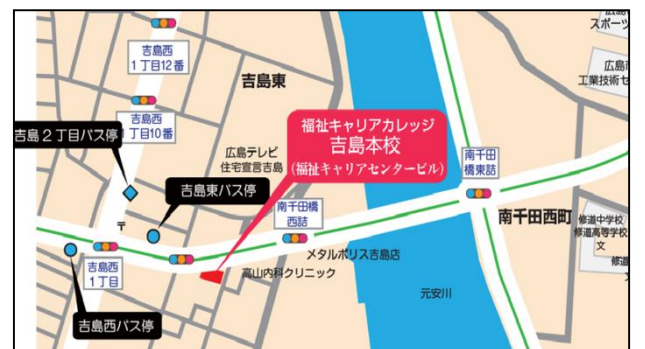 吉島西
1丁目12番
吉島東
吉島西
1丁目10番
吉島2丁目バス停
広島テレビ
住宅宣言吉島
福祉キャリアカレッジ
吉島本校
(福祉キャリアセンタービル)
吉島東バス停
南千田橋
西詰
南千田
橋東詰
南千田西町
スポーツ
工業技術セ
修道中学校
修道高等学校
文
修道
〒
吉島西
1丁目
メタルポリス吉島店
高山内科クリニック
元安川
吉島西バス停